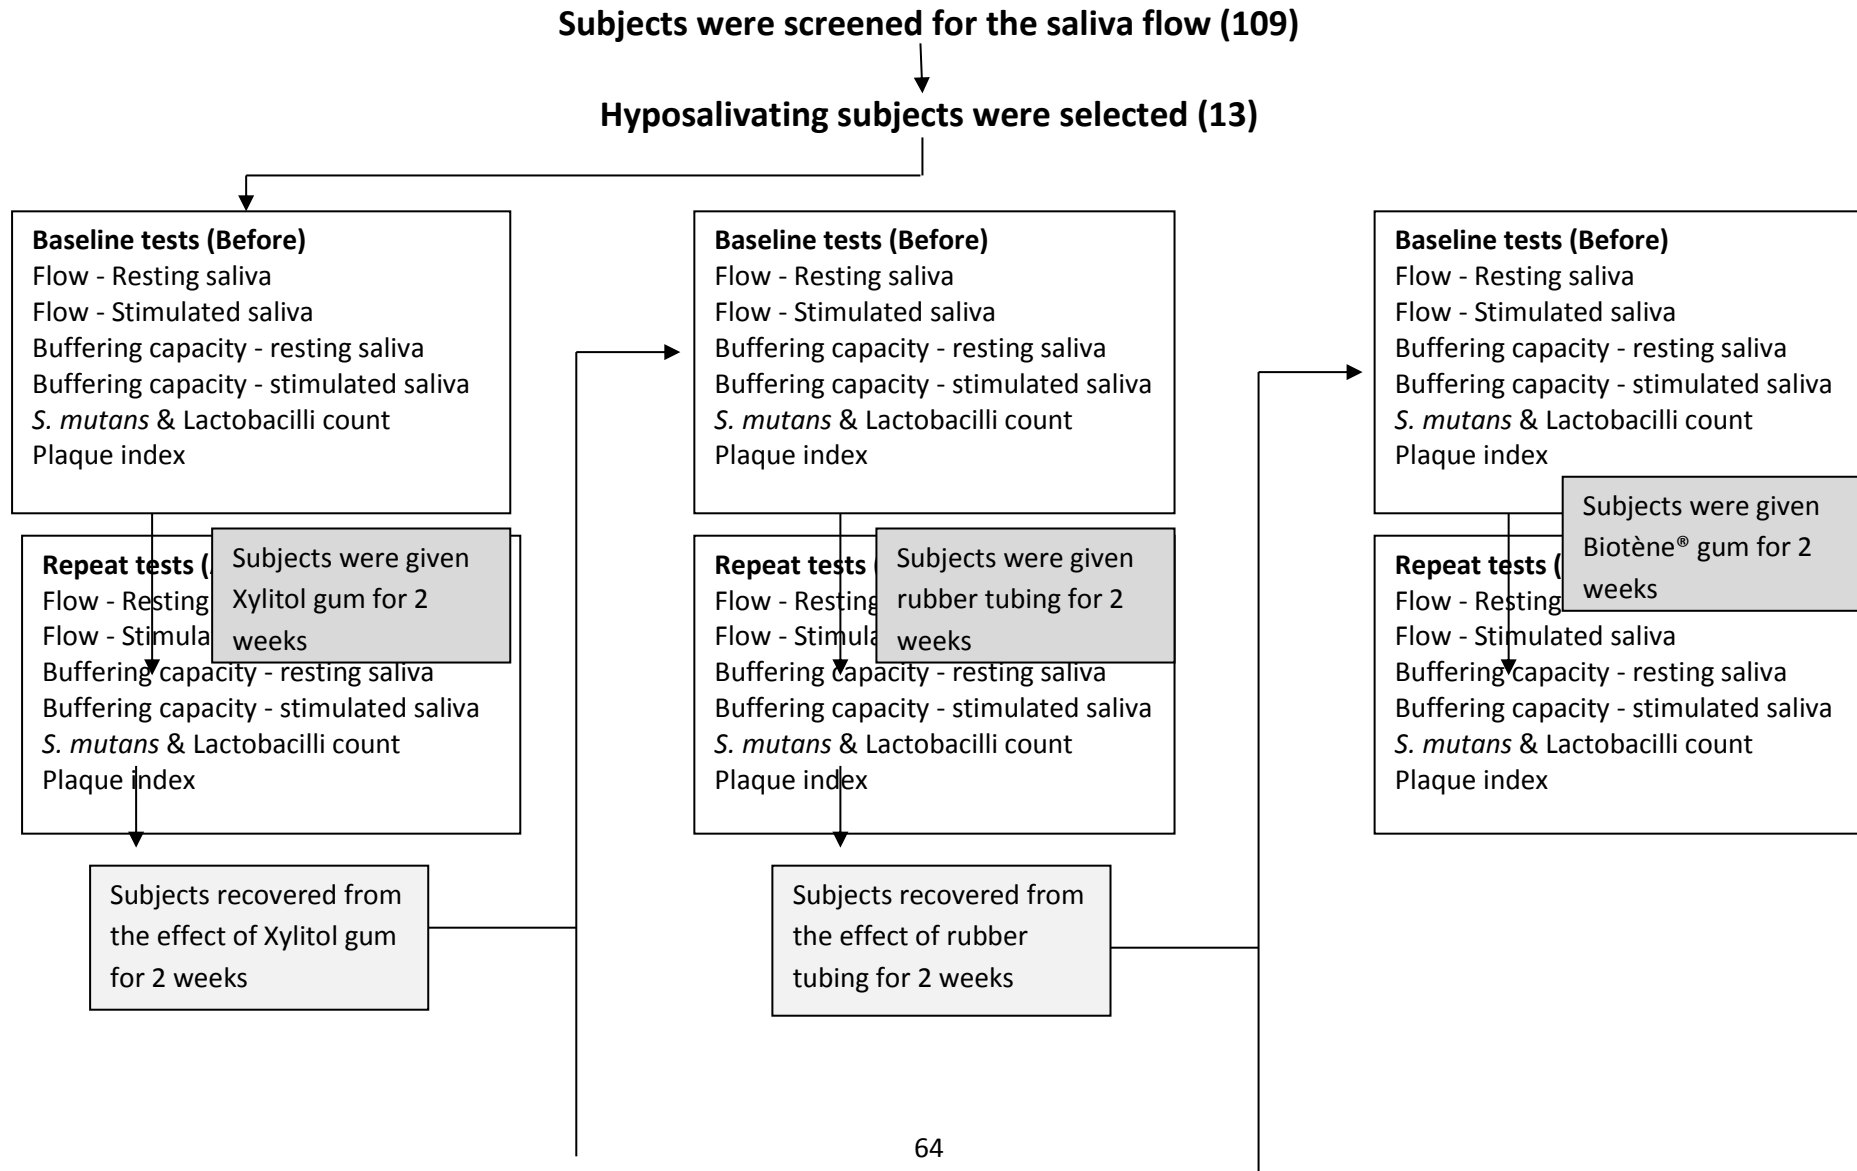 Subjects were screened for the saliva flow (109)
Hyposalivating subjects were selected (13)
Baseline tests (Before)
Flow - Resting saliva
Flow - Stimulated saliva
Buffering capacity - resting saliva
Buffering capacity - stimulated saliva
S. mutans & Lactobacilli count
Plaque index
Subjects were given
Xylitol gum for 2
weeks
Repeat tests (
Flow - Resting
Flow - Stimula
Buffering capacity - resting saliva
Buffering capacity - stimulated saliva
S. mutans & Lactobacilli count
Plaque index
Subjects recovered from
the effect of Xylitol gum
for 2 weeks
Baseline tests (Before)
Flow - Resting saliva
Flow - Stimulated saliva
Buffering capacity - resting saliva
Buffering capacity - stimulated saliva
S. mutans & Lactobacilli count
Plaque index
Subjects were given
rubber tubing for 2
weeks
Repeat tests (
Flow - Resting
Flow - Stimula
Buffering capacity - resting saliva
Buffering capacity - stimulated saliva
S. mutans & Lactobacilli count
Plaque index
Subjects recovered from
the effect of rubber
tubing for 2 weeks
Baseline tests (Before)
Flow - Resting saliva
Flow - Stimulated saliva
Buffering capacity - resting saliva
Buffering capacity - stimulated saliva
S. mutans & Lactobacilli count
Plaque index
Subjects were given
Biotène® gum for 2
weeks
Repeat tests (
Flow - Resting
Flow - Stimulated saliva
Buffering capacity - resting saliva
Buffering capacity - stimulated saliva
S. mutans & Lactobacilli count
Plaque index
64